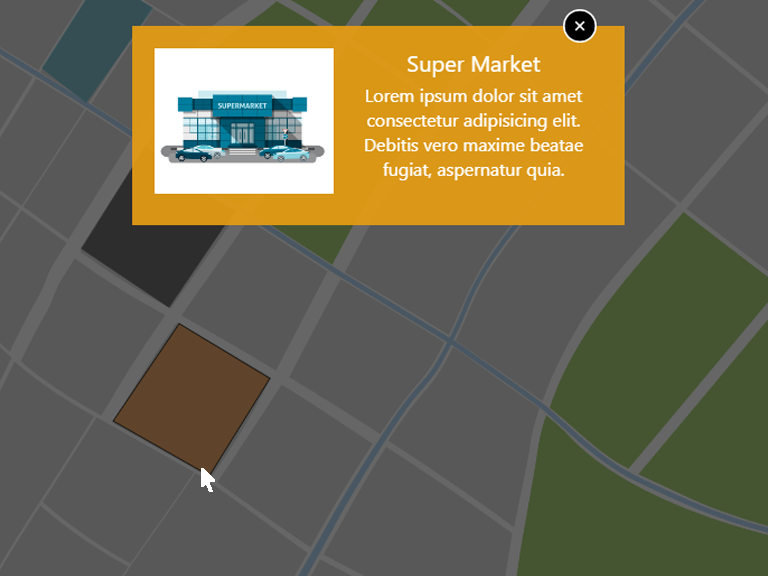 Super Market
Lorem ipsum dolor sit amet
consectetur adipisicing elit.
Debitis vero maxime beatae
fugiat, aspernatur quia.
SUPERMARKET